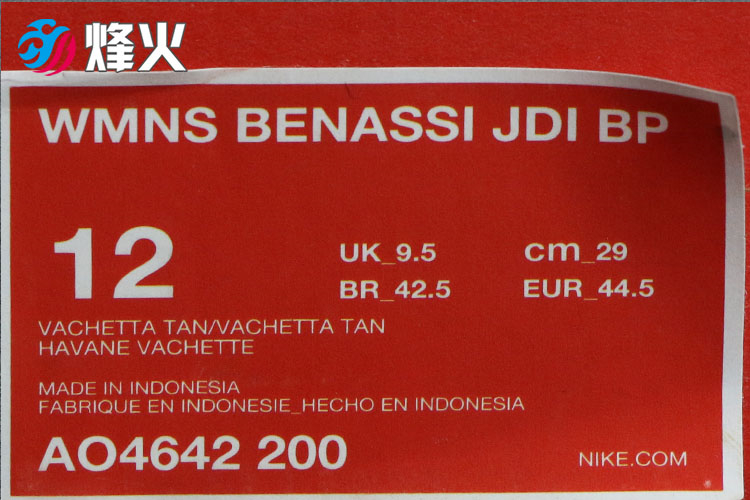 烽火
WMNS BENASSI JDI BP
12
UK_9.5
cm_29
BR_42.5
EUR_44.5
VACHETTA TAN/VACHETTA TAN
HAVANE VACHETTE
MADE IN INDONESIA
FABRIQUE EN INDONESIE_HECHO EN INDONESIA
AO4642 200
NIKE.COM